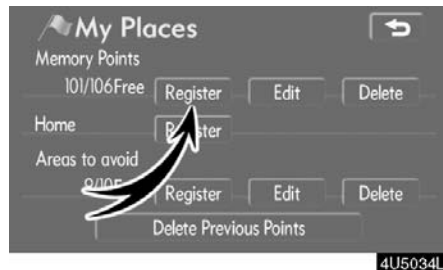 My Places
Memory Points
101/106Free Register Edit Delete
Home
Areas to avoid
Register Edit Delete
Delete Previous Points
4U5034L